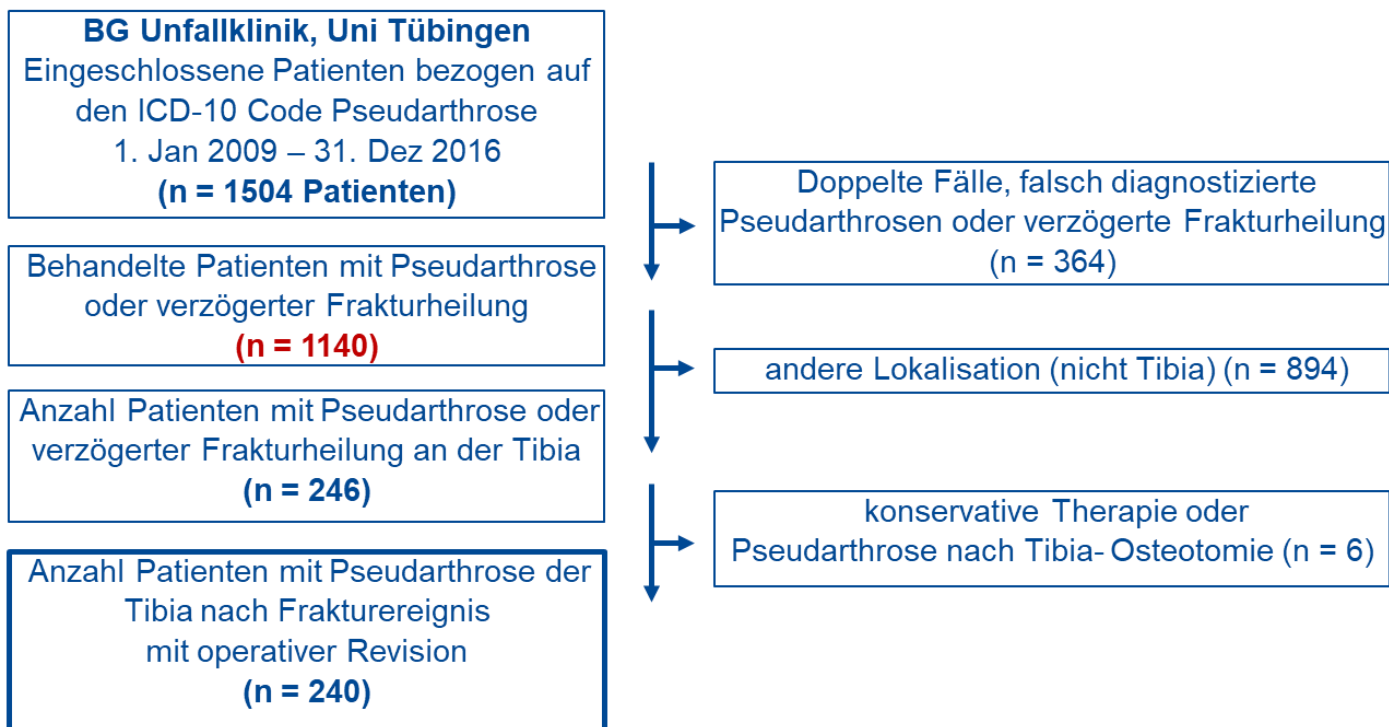 BG Unfallklinik, Uni Tübingen
Eingeschlossene Patienten bezogen auf
den ICD-10 Code Pseudarthrose
1. Jan 2009 – 31. Dez 2016
(n = 1504 Patienten)
Doppelte Fälle, falsch diagnostizierte
Pseudarthrosen oder verzögerte Frakturheilung
(n = 364)
Behandelte Patienten mit Pseudarthrose
oder verzögerter Frakturheilung
(n = 1140)
andere Lokalisation (nicht Tibia) (n = 894)
Anzahl Patienten mit Pseudarthrose oder
verzögerter Frakturheilung an der Tibia
(n = 246)
konservative Therapie oder
Pseudarthrose nach Tibia- Osteotomie (n = 6)
Anzahl Patienten mit Pseudarthrose der
Tibia nach Frakturereignis
mit operativer Revision
(n = 240)